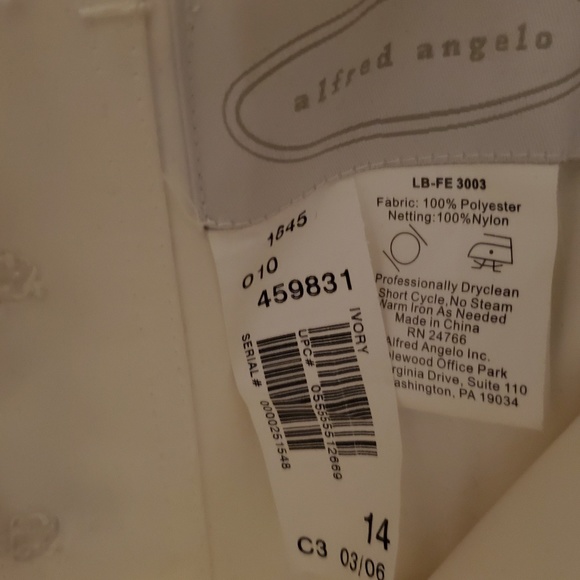 alfred angelo
LB-FE 3003
Fabric: 100% Polyester
Netting:100%Nylon
Professionally Dryclean
Short Cycle, No Steam
Warm Iron As Needed
Made in China
RN 24766
Alfred Angelo Inc.
Office Park
Drive, Suite 110
PA 19034
1645
010
459831
IVORY
SERIAL#
0000251548
UPC#
14
C3 03/06